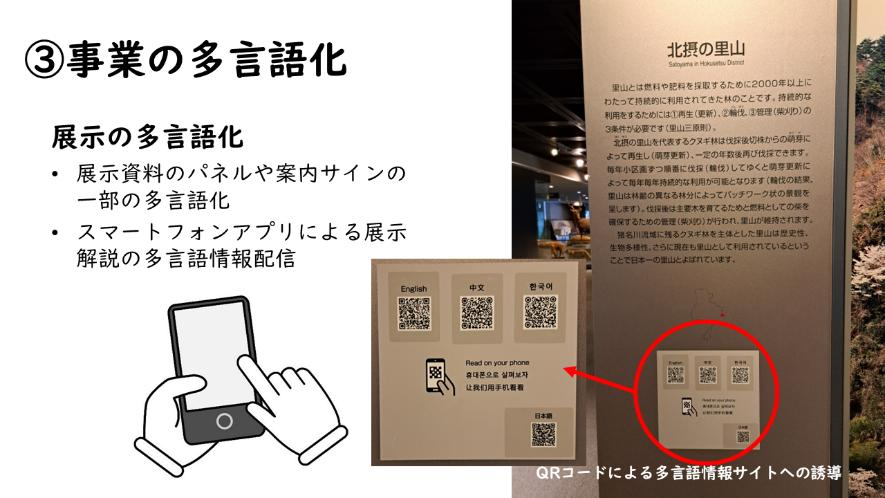 ③事業の多言語化
展示の多言語化
• 展示資料のパネルや案内サインの
一部の多言語化
• スマートフォンアプリによる展示
解説の多言語情報配信
English
中文
한국어
Read on your phone
휴대폰으로 살펴보자
让我们用手机看看
日本語
北摂の里山
Satoyama in Hokusetsu District
里山とは燃料や肥料を採取するために2000年以上に
わたって持続的に利用されてきた林のことです。持続的な
利用をするためには①再生(更新)、②輪伐、③管理(柴刈り)の
3条件が必要です(里山三原則)。
北摂の里山を代表するクヌギ林は伐採後切株からの萌芽に
よって再生し(萌芽更新)、一定の年数後再び伐採できます。
毎年小区画ずつ順番に伐採(輪伐)してゆくと萌芽更新に
よって毎年毎年持続的な利用が可能となります(輪伐の結果、
里山は林齢の異なる林分によってパッチワーク状の景観を
呈します)。伐採後は主要木を育てるためと燃料としての柴を
確保するための管理(柴刈り)が行われ、里山が維持されます。
猪名川流域に残るクヌギ林を主体とした里山は歴史性、
生物多様性、さらに現在も里山として利用されているという
ことで日本一の里山とよばれています。
English
中文
한국어
Read on your phone
휴대폰으로 살펴보자
让我们用手机看看
日本語
QRコードによる多言語情報サイトへの誘導